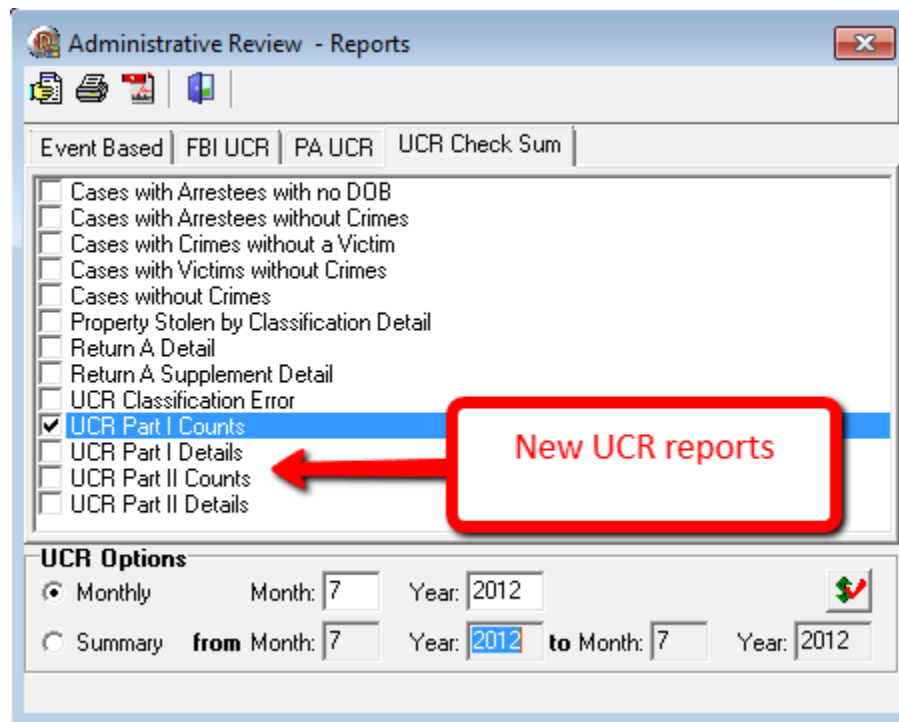 Administrative Review - Reports
Event Based FBI UCR PA UCR UCR Check Sum
Cases with Arrestees with no DOB
Cases with Arrestees without Crimes
Cases with Crimes without a Victim
Cases with Victims without Crimes
Cases without Crimes
Property Stolen by Classification Detail
Return A Detail
Return A Supplement Detail
UCR Classification Error
UCR Part I Counts
UCR Part I Details
UCR Part II Counts
UCR Part II Details
New UCR reports
UCR Options
Monthly Month: 7 Year: 2012
Summary from Month: 7 Year: 2012 to Month: 7 Year: 2012